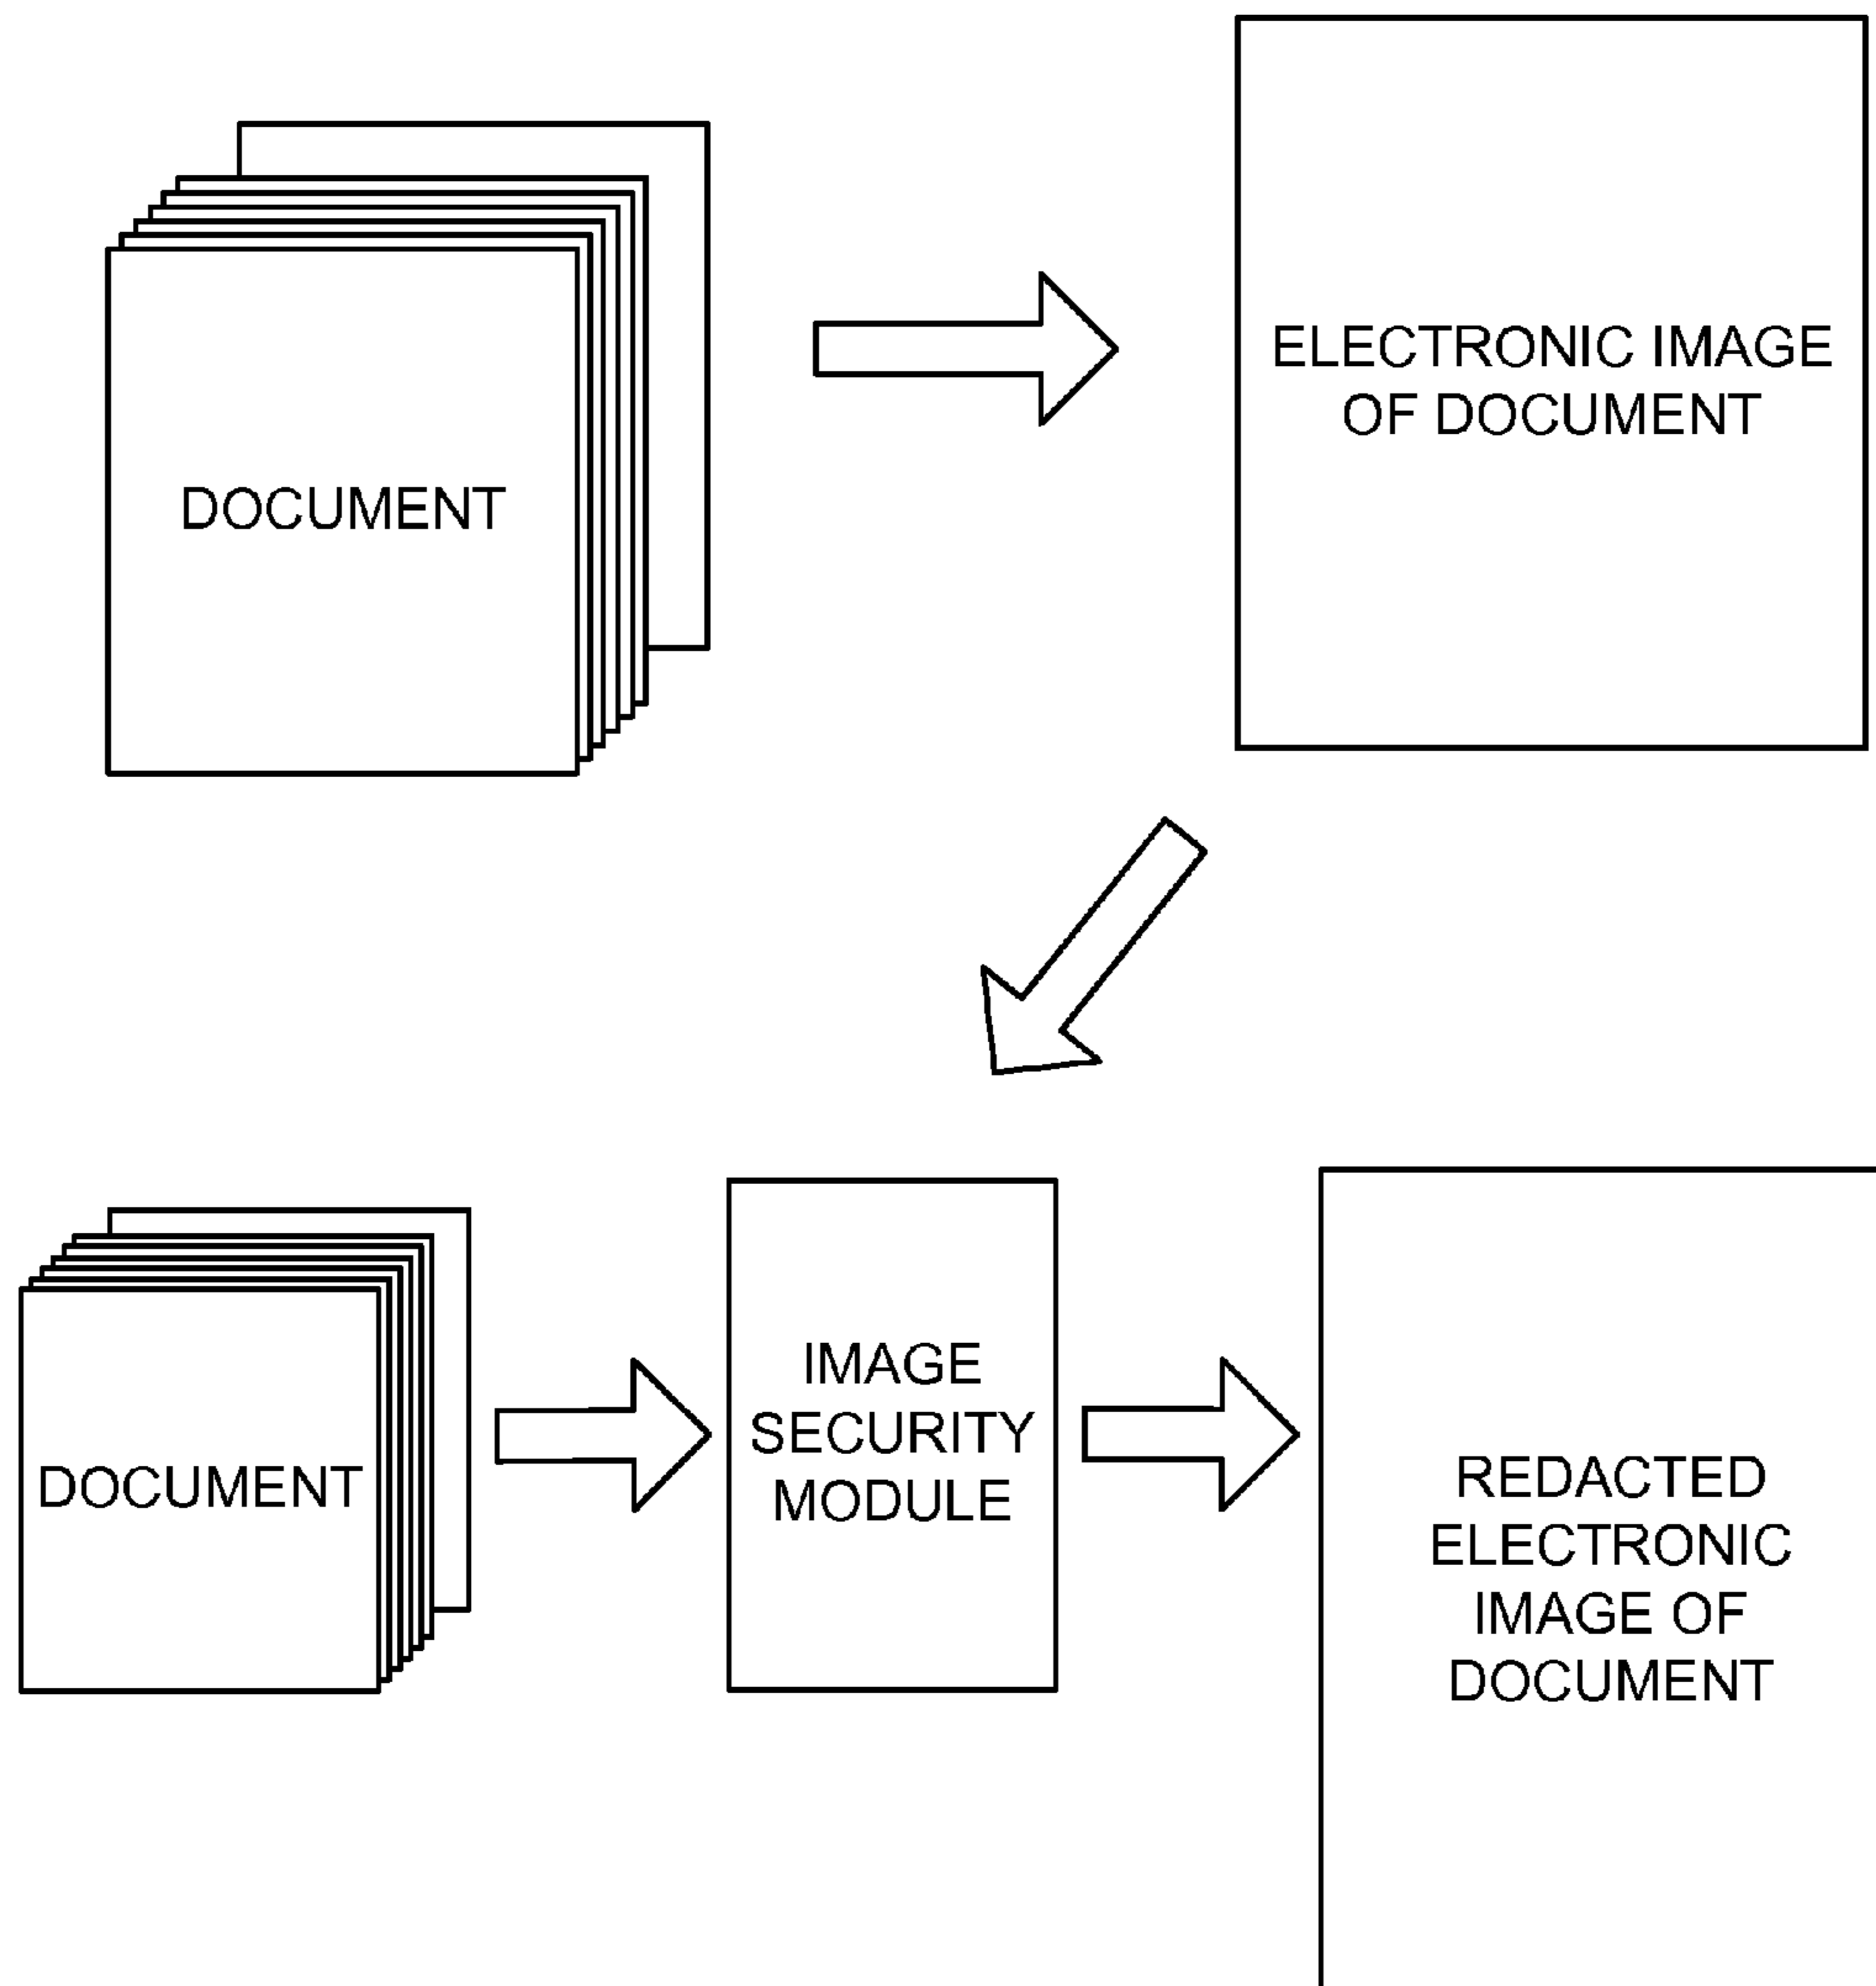 DOCUMENT
ELECTRONIC IMAGE
OF DOCUMENT
DOCUMENT
IMAGE
SECURITY
MODULE
REDACTED
ELECTRONIC
IMAGE OF
DOCUMENT